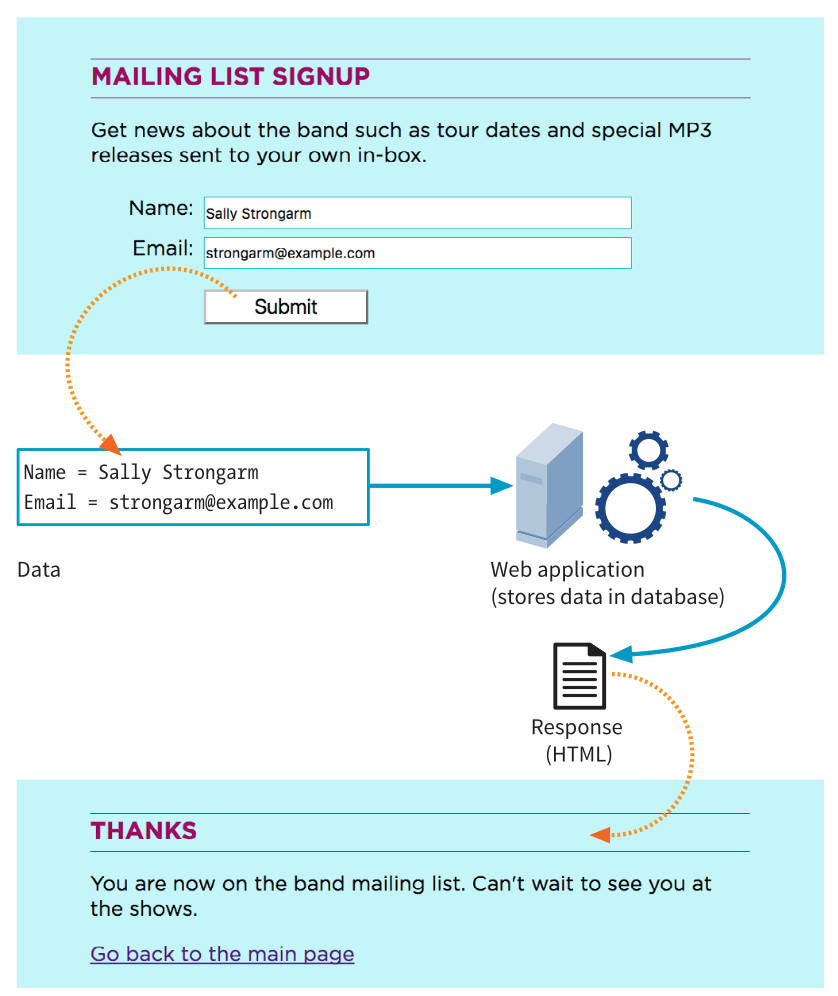 MAILING LIST SIGNUP
Get news about the band such as tour dates and special MP3
releases sent to your own in-box.
Name: Sally Strongarm
Email: strongarm@example.com
Submit
Name = Sally Strongarm
Email = strongarm@example.com
Data
Web application
(stores data in database)
Response
(HTML)
THANKS
You are now on the band mailing list. Can't wait to see you at
the shows.
Go back to the main page